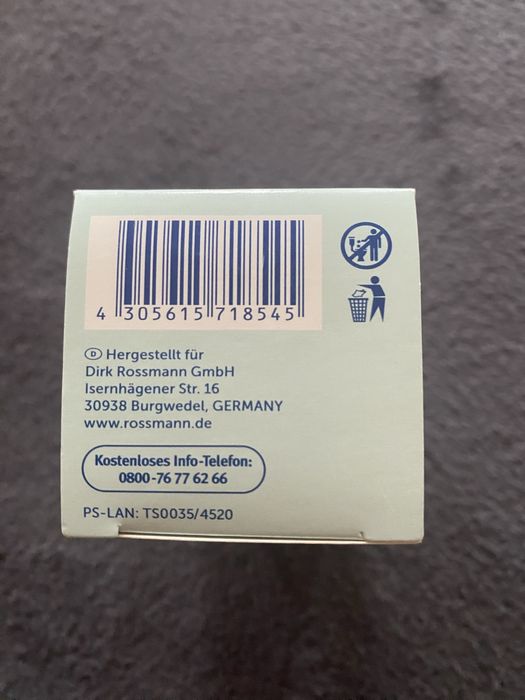 4 305615 718545
D Hergestellt für
Dirk Rossmann GmbH
Isernhägener Str. 16
30938 Burgwedel, GERMANY
www.rossmann.de
Kostenloses Info-Telefon:
0800-76 77 62 66
PS-LAN: TS0035/4520